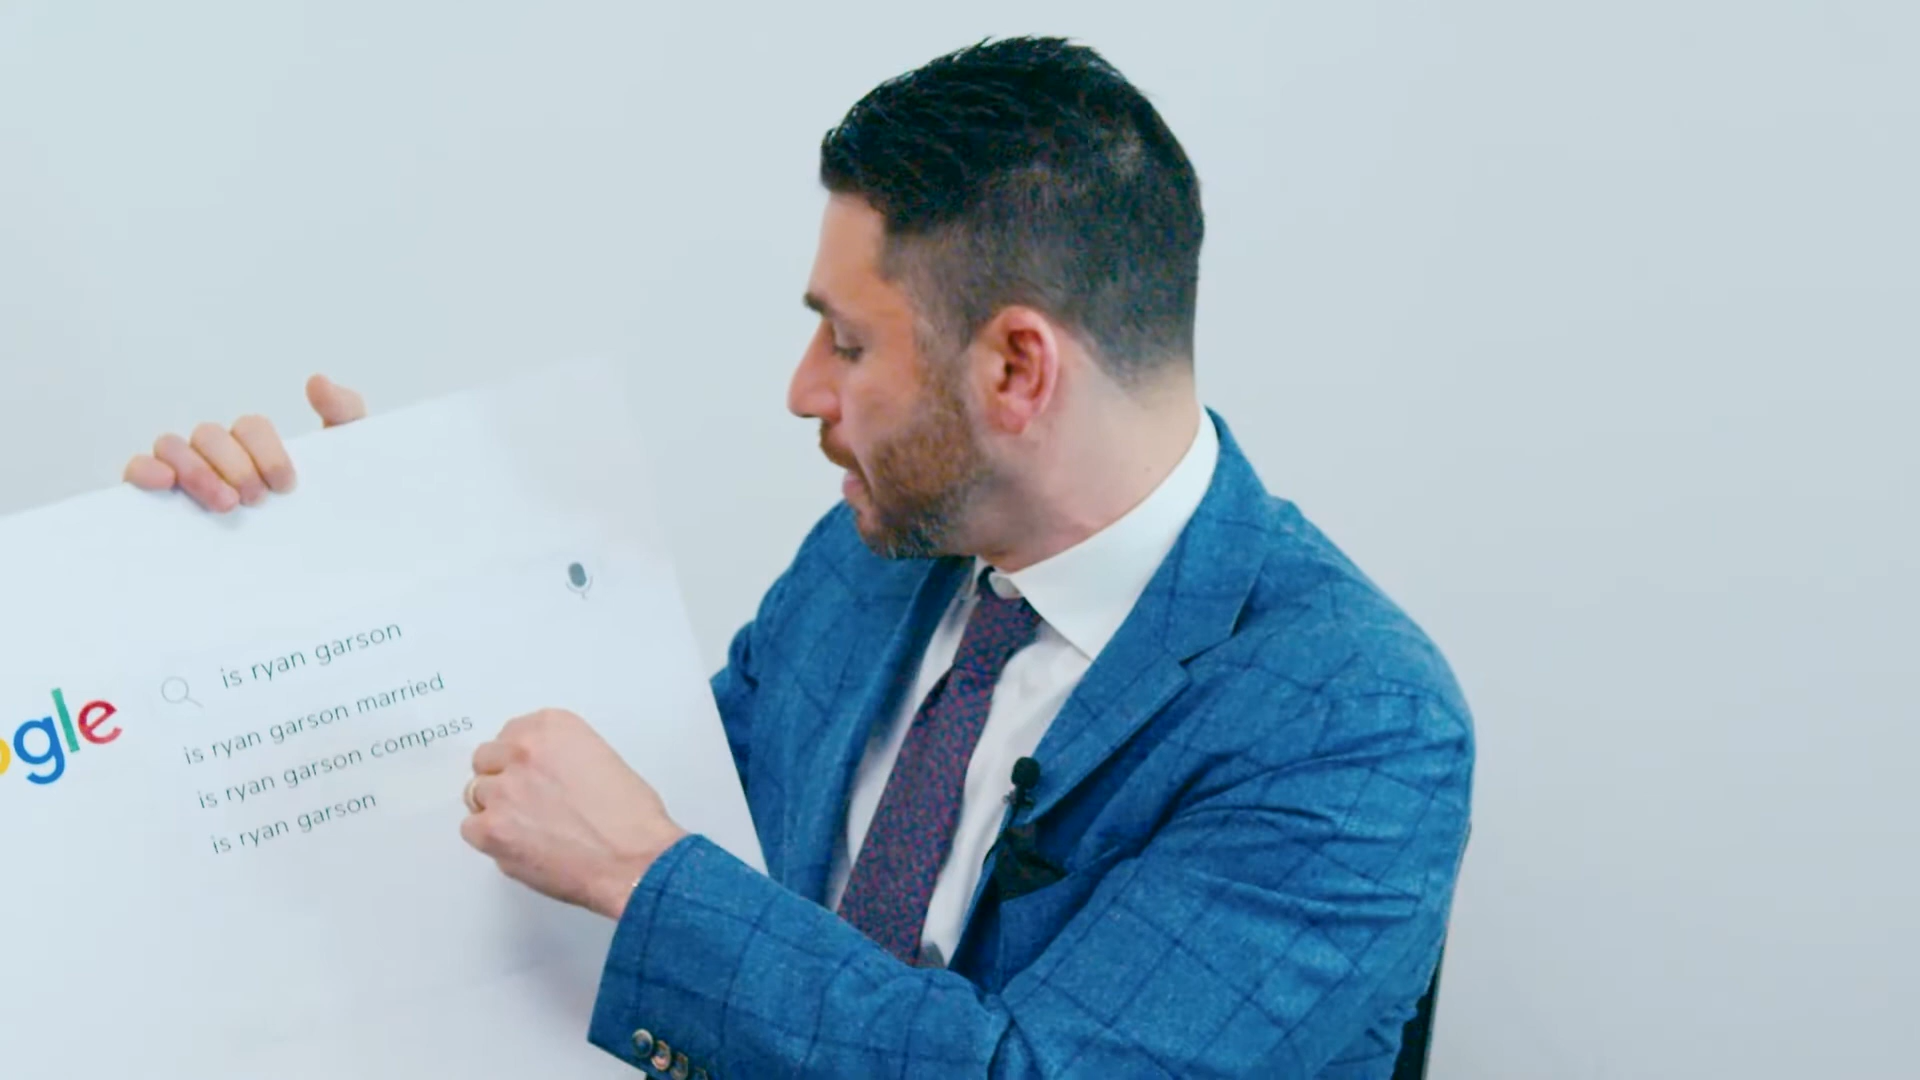 ogle
is ryan garson
is ryan garson married
is ryan garson compass
is ryan garson